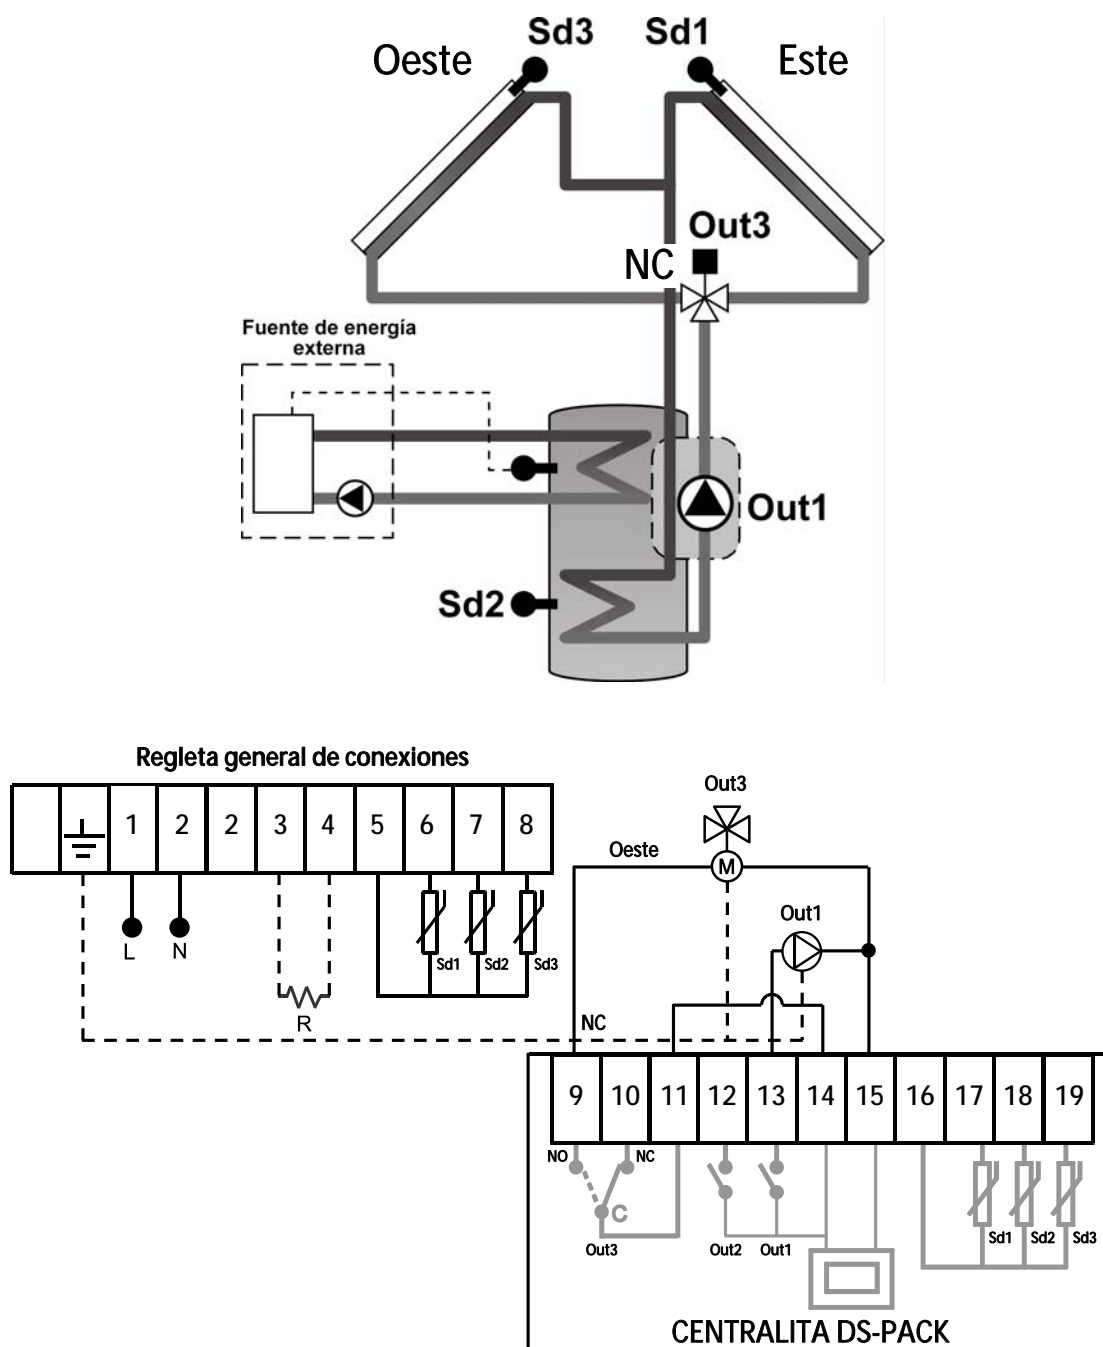 Sd3 Sd1
Oeste Este
Out3
NC
Fuente de energía
externa
Out1
Sd2
Regleta general de conexiones
1 2 2 3 4 5 6 7 8
L N
R
Sd1 Sd2 Sd3
Out3
Oeste
M
Out1
NC
9 10 11 12 13 14 15 16 17 18 19
NO NC
C
Out3 Out2 Out1
Sd1 Sd2 Sd3
CENTRALITA DS-PACK